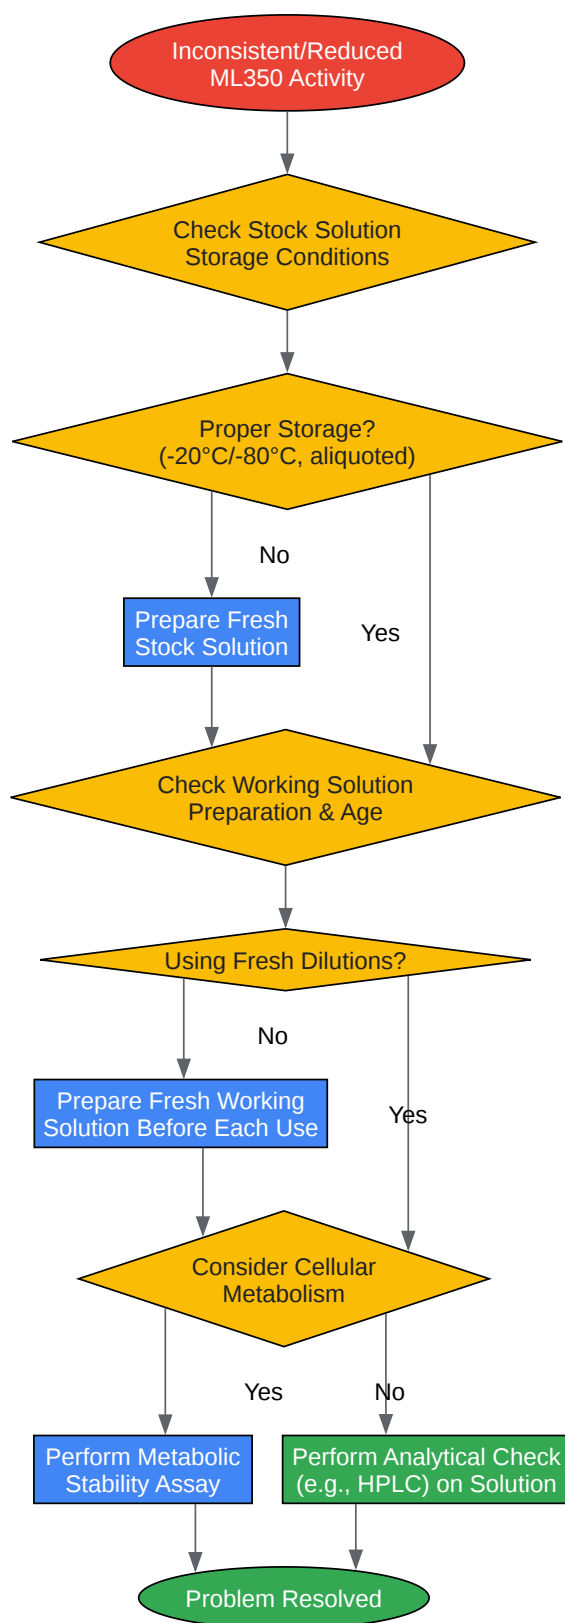 Inconsistent/Reduced
ML350 Activity
Check Stock Solution
Storage Conditions
Proper Storage?
(-20°C/-80°C, aliquoted)
No
Prepare Fresh
Stock Solution
Yes
Check Working Solution
Preparation & Age
Using Fresh Dilutions?
No
Prepare Fresh Working
Solution Before Each Use
Yes
Consider Cellular
Metabolism
Yes
No
Perform Metabolic
Stability Assay
Perform Analytical Check
(e.g., HPLC) on Solution
Problem Resolved